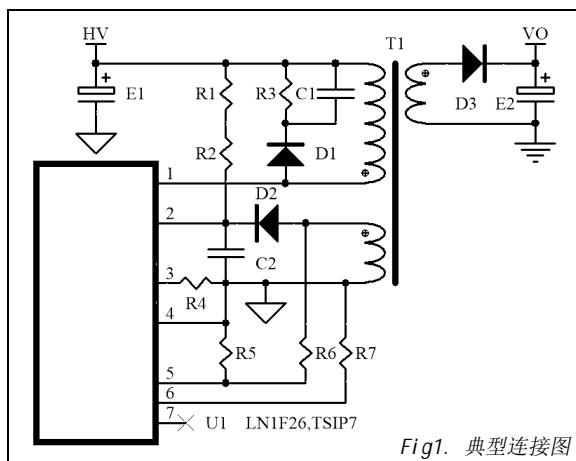 HV
T1
VO
E1
R1
R3
C1
D3
E2
R2
D1
1
D2
2
C2
3
R4
4
R5
R6
R7
5
6
7
U1 LN1F26,TSIP7
Fig1. 典型连接图